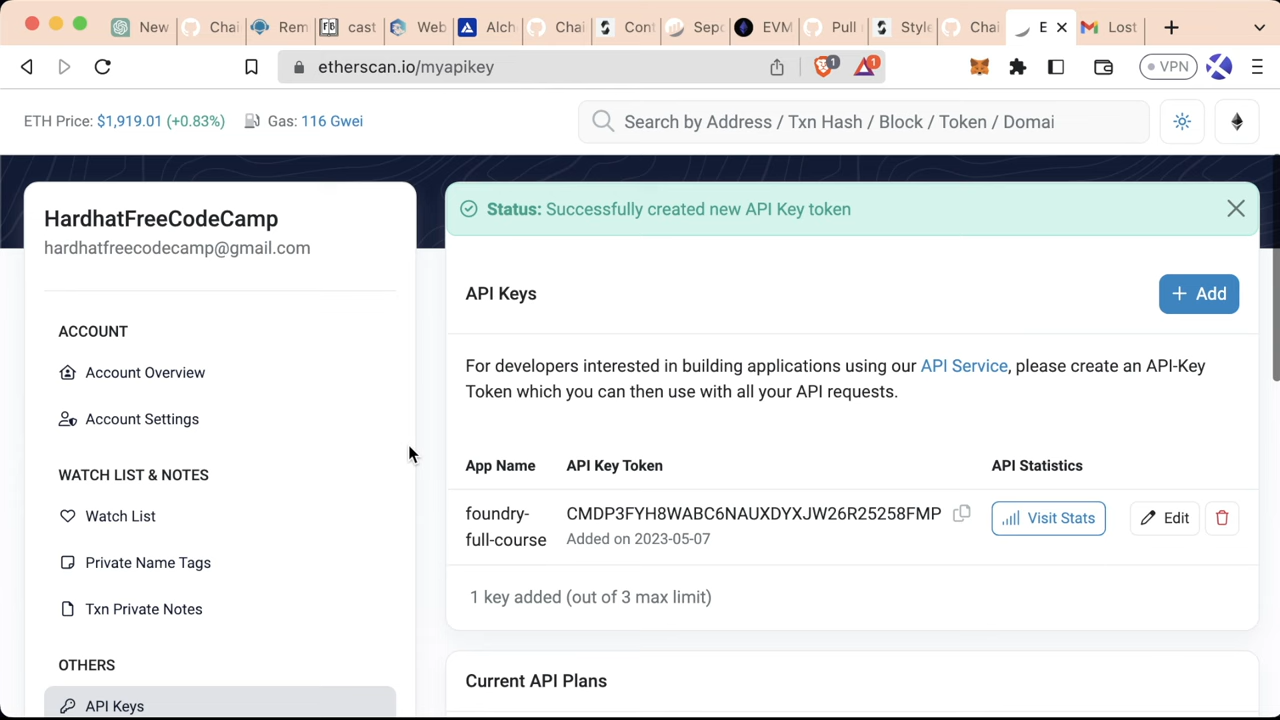 New
Chai
Rem
cast
Web
Alch
Chai
Cont
Sepo
EVM
Pull
Style
Chai
E
Lost
etherscan.io/myapikey
1
1
VPN
ETH Price: $1,919.01 (+0.83%)
Gas: 116 Gwei
Search by Address / Txn Hash / Block / Token / Domai
HardhatFreeCodeCamp
hardhatfreecodecamp@gmail.com
ACCOUNT
Account Overview
Account Settings
WATCH LIST & NOTES
Watch List
Private Name Tags
Txn Private Notes
OTHERS
API Keys
Status: Successfully created new API Key token
API Keys
+ Add
For developers interested in building applications using our API Service, please create an API-Key
Token which you can then use with all your API requests.
App Name API Key Token API Statistics
foundry-
full-course
CMDP3FYH8WABC6NAUXDYXJW26R25258FMP
Added on 2023-05-07
Visit Stats
Edit
1 key added (out of 3 max limit)
Current API Plans